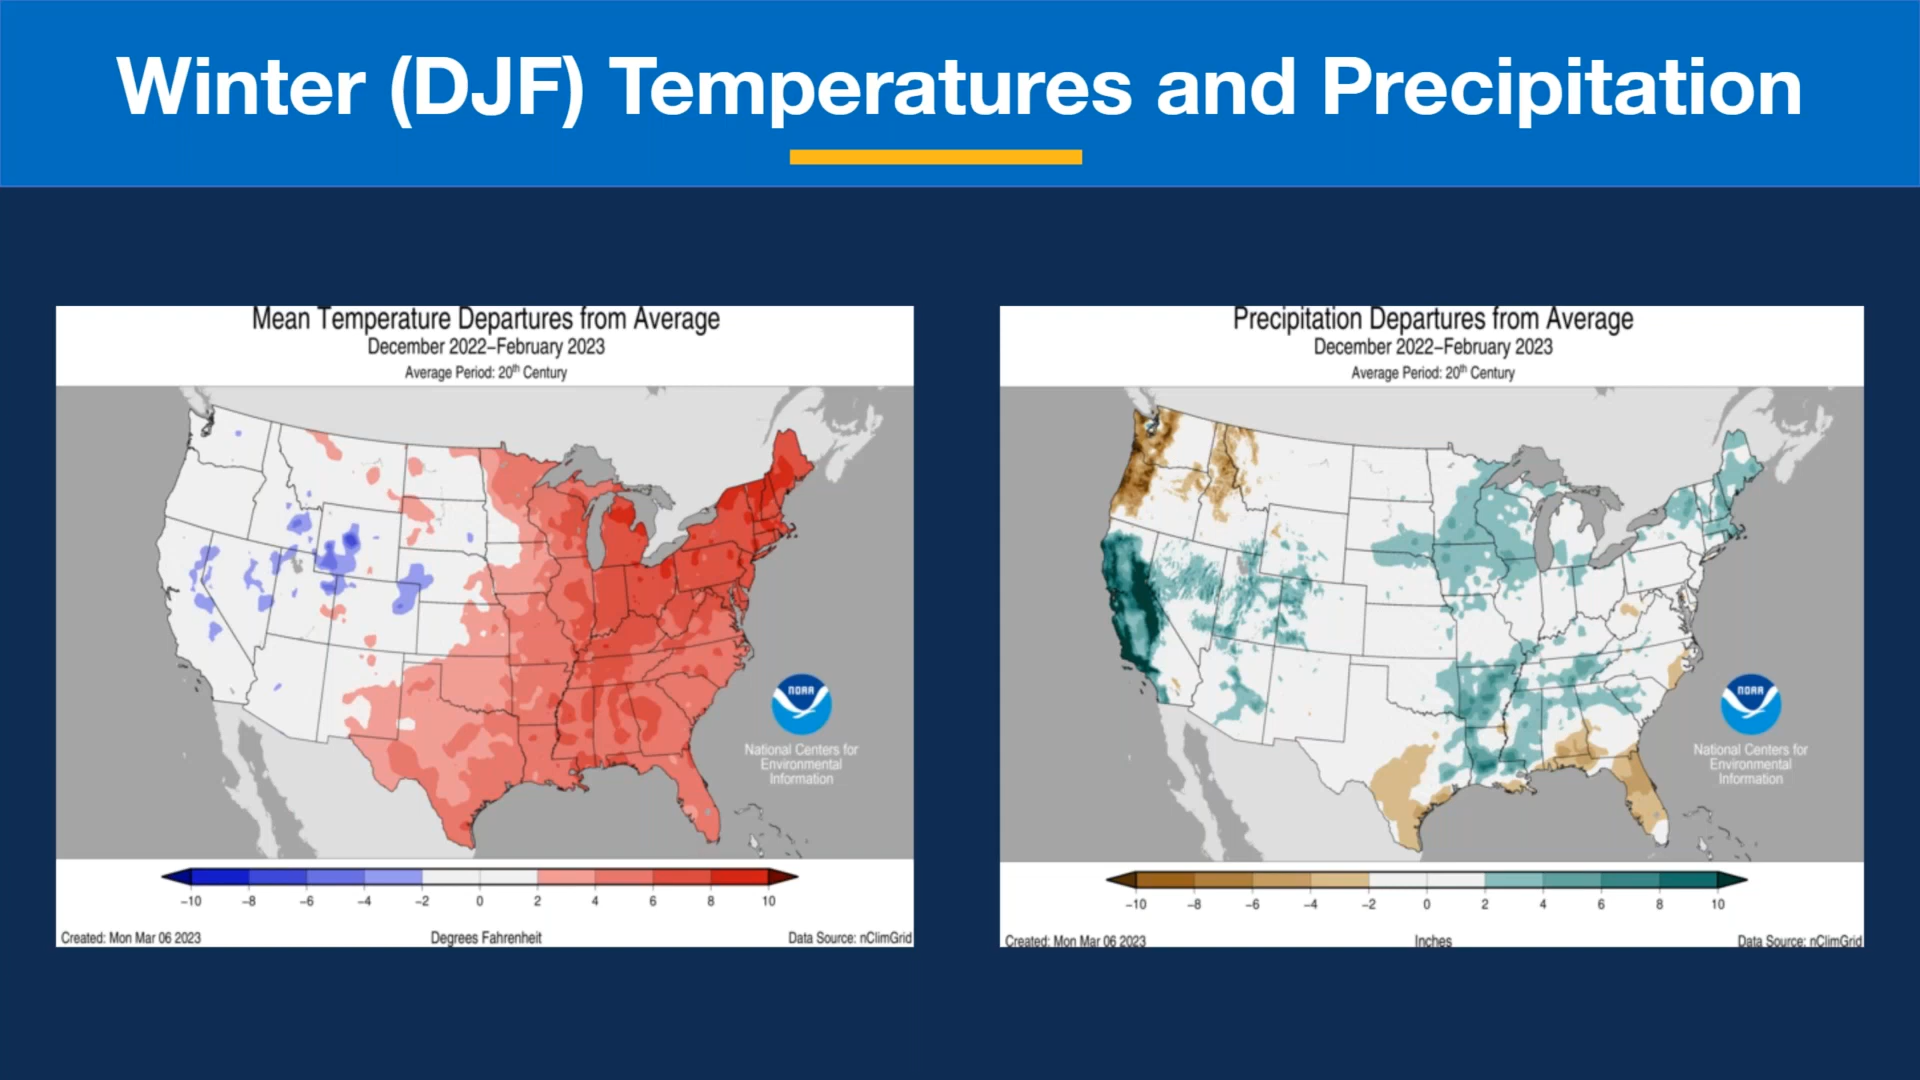 Winter (DJF) Temperatures and Precipitation
Mean Temperature Departures from Average
December 2022–February 2023
Average Period: 20th Century
NOAA
National Centers for
Environmental
Information
−10 −8 −6 −4 −2 0 2 4 6 8 10
Created: Mon Mar 06 2023 Degrees Fahrenheit Data Source: nClimGrid
Precipitation Departures from Average
December 2022–February 2023
Average Period: 20th Century
NOAA
National Centers for
Environmental
Information
−10 −8 −6 −4 −2 0 2 4 6 8 10
Created: Mon Mar 06 2023 Inches Data Source: nClimGrid